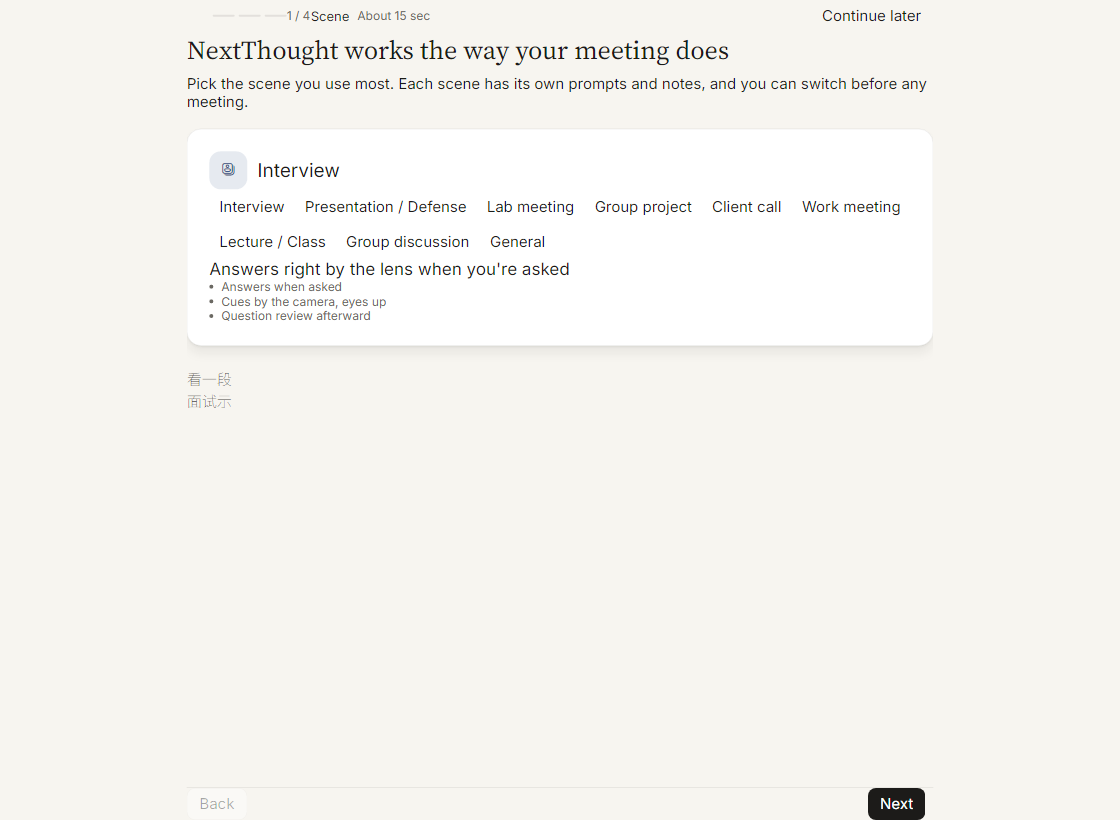 1 / 4 Scene About 15 sec Continue later
NextThought works the way your meeting does
Pick the scene you use most. Each scene has its own prompts and notes, and you can switch before any
meeting.
Interview
Interview Presentation / Defense Lab meeting Group project Client call Work meeting
Lecture / Class Group discussion General
Answers right by the lens when you're asked
• Answers when asked
• Cues by the camera, eyes up
• Question review afterward
看一段
面试示
Back Next